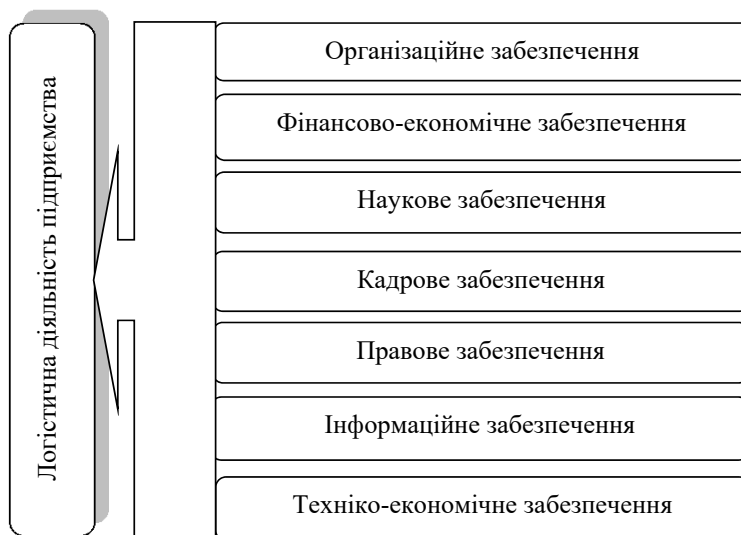 Логістична діяльність підприємства
Організаційне забезпечення
Фінансово-економічне забезпечення
Наукове забезпечення
Кадрове забезпечення
Правове забезпечення
Інформаційне забезпечення
Техніко-економічне забезпечення